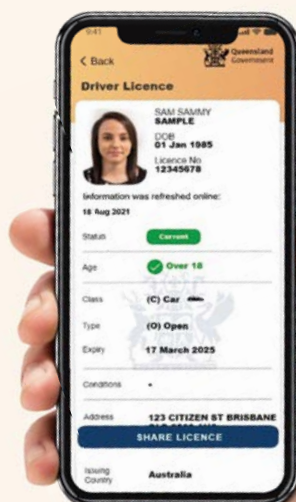 9:41
< Back
Queensland
Government
Driver Licence
SAM SAMMY
SAMPLE
DOB
01 Jan 1985
Licence No
12345678
Information was refreshed online:
18 Aug 2021
Status Current
Age Over 18
Class (C) Car
Type (O) Open
Expiry 17 March 2025
Conditions -
Address 123 CITIZEN ST BRISBANE
SHARE LICENCE
Issuing
Country Australia